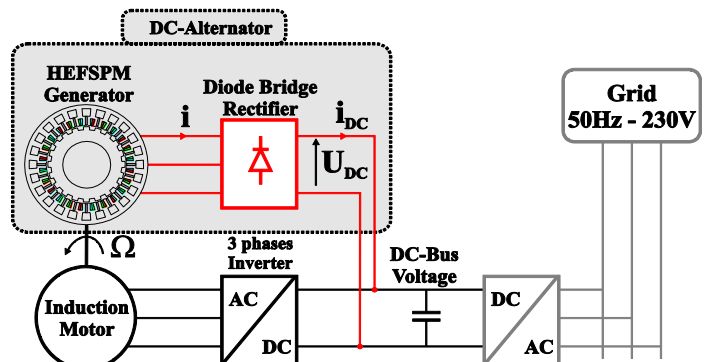 DC-Alternator
HEFSPM
Generator
Diode Bridge
Rectifier
i
iDC
UDC
Grid
50Hz - 230V
Ω
3 phases
Inverter
DC-Bus
Voltage
Induction
Motor
AC
DC
DC
AC